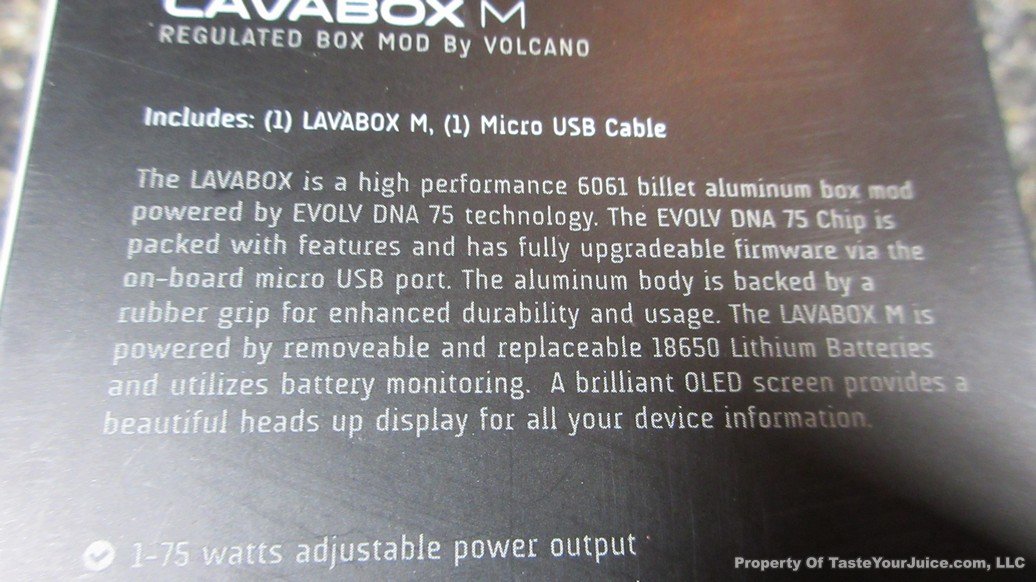 LAVABOX M
REGULATED BOX MOD By VOLCANO
Includes: (1) LAVABOX M, (1) Micro USB Cable
The LAVABOX is a high performance 6061 billet aluminum box mod
powered by EVOLV DNA 75 technology. The EVOLV DNA 75 Chip is
packed with features and has fully upgradeable firmware via the
on-board micro USB port. The aluminum body is backed by a
rubber grip for enhanced durability and usage. The LAVABOX M is
powered by removeable and replaceable 18650 Lithium Batteries
and utilizes battery monitoring. A brilliant OLED screen provides a
beautiful heads up display for all your device information.
1-75 watts adjustable power output
Property Of TasteYourJuice.com, LLC